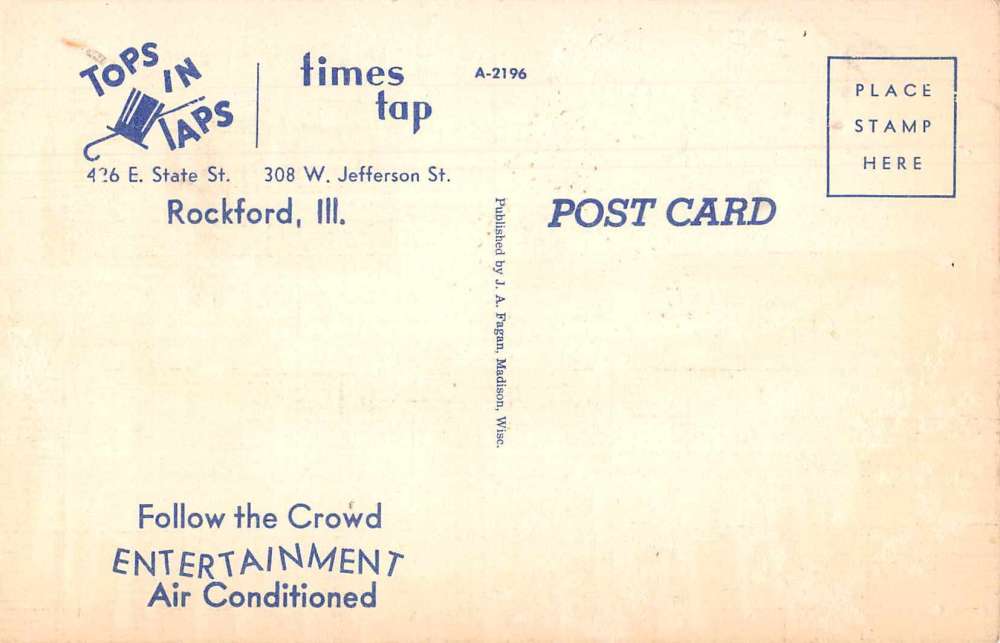 TOPS
IN
TAPS
times
tap
A-2196
E. State St.
308 W. Jefferson St.
Rockford, Ill.
PLACE
STAMP
HERE
POST CARD
Published by J. A. Fagan, Madison, Wisc.
Follow the Crowd
ENTERTAINMENT
Air Conditioned